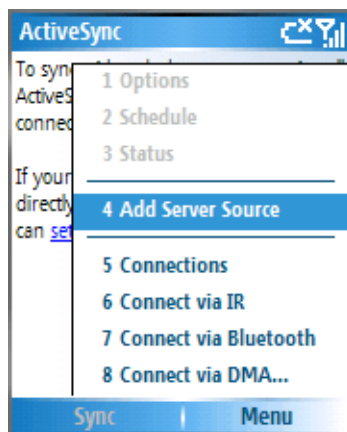 ActiveSync
To sync
ActiveS
connec
If your
directly
can set
1 Options
2 Schedule
3 Status
4 Add Server Source
5 Connections
6 Connect via IR
7 Connect via Bluetooth
8 Connect via DMA...
Sync
Menu